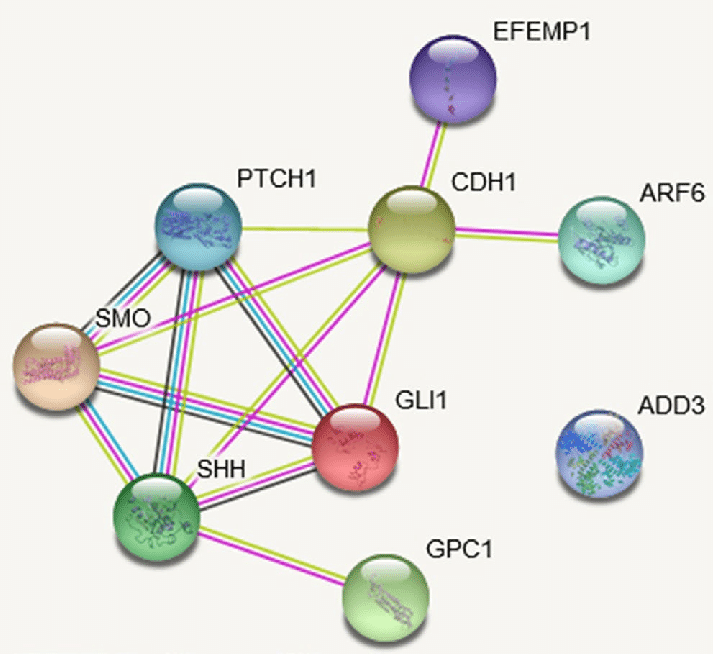 EFEMP1
PTCH1
CDH1
ARF6
SMO
GLI1
ADD3
SHH
GPC1